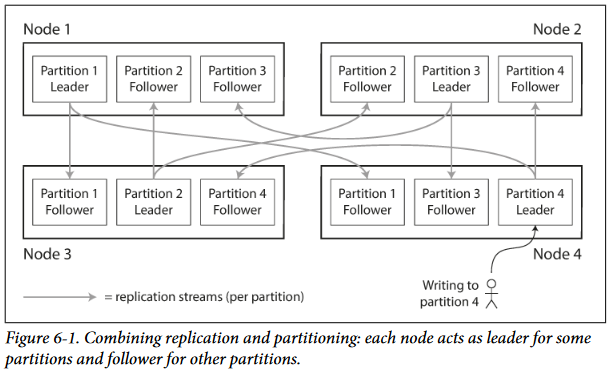 Node 1
Node 2
Partition 1 Partition 2 Partition 3 Partition 2 Partition 3 Partition 4
Leader Follower Follower Follower Leader Follower
Partition 1 Partition 2 Partition 4 Partition 1 Partition 3 Partition 4
Follower Leader Follower Follower Follower Leader
Node 3
Node 4
Writing to
partition 4
= replication streams (per partition)
Figure 6-1. Combining replication and partitioning: each node acts as leader for some
partitions and follower for other partitions.